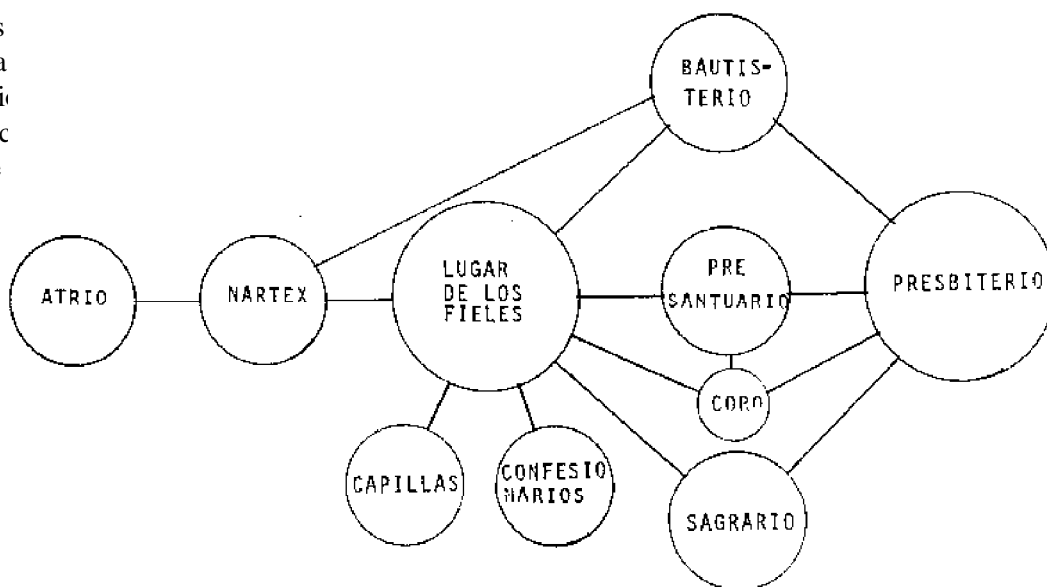 s
a
BAUTIS-
TERIO
ATRIO
NARTEX
LUGAR
DE LOS
FIELES
PRE
SANTUARIO
PRESBITERIO
CORO
CAPILLAS
CONFESIO
NARIOS
SAGRARIO